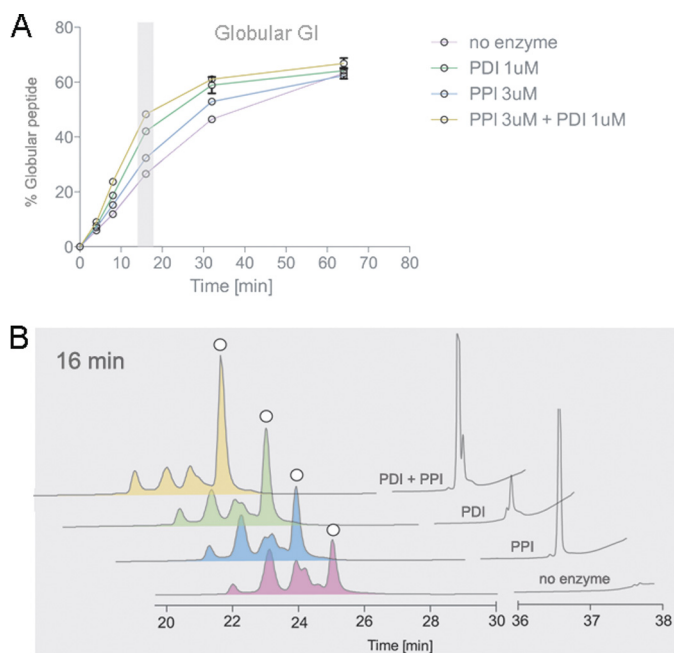 A
Globular GI
% Globular peptide
80
60
40
20
0
0 10 20 30 40 50 60 70 80
Time [min]
no enzyme
PDI 1uM
PPI 3uM
PPI 3uM + PDI 1uM
B
16 min
PDI + PPI
PDI
PPI
no enzyme
20 22 24 26 28 30 36 37 38
Time [min]